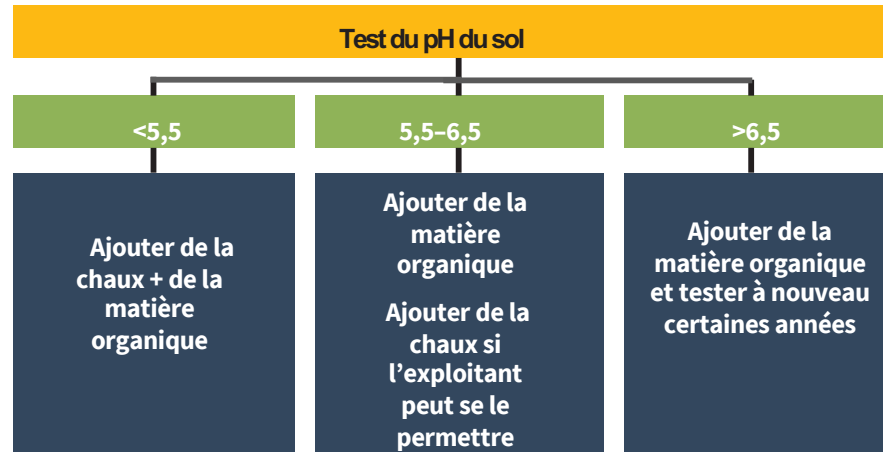 Test du pH du sol
<5,5
5,5–6,5
>6,5
Ajouter de la
chaux + de la
matière
organique
Ajouter de la
matière
organique
Ajouter de la
chaux si
l’exploitant
peut se le
permettre
Ajouter de la
matière organique
et tester à nouveau
certaines années